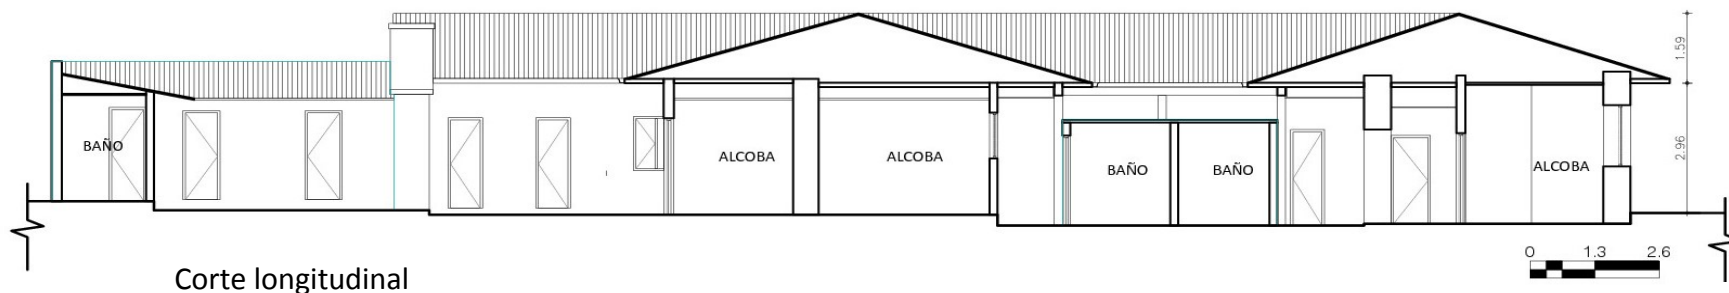 1.59
BAÑO
ALCOBA
ALCOBA
BAÑO
BAÑO
ALCOBA
2.96
0 1.3 2.6
Corte longitudinal